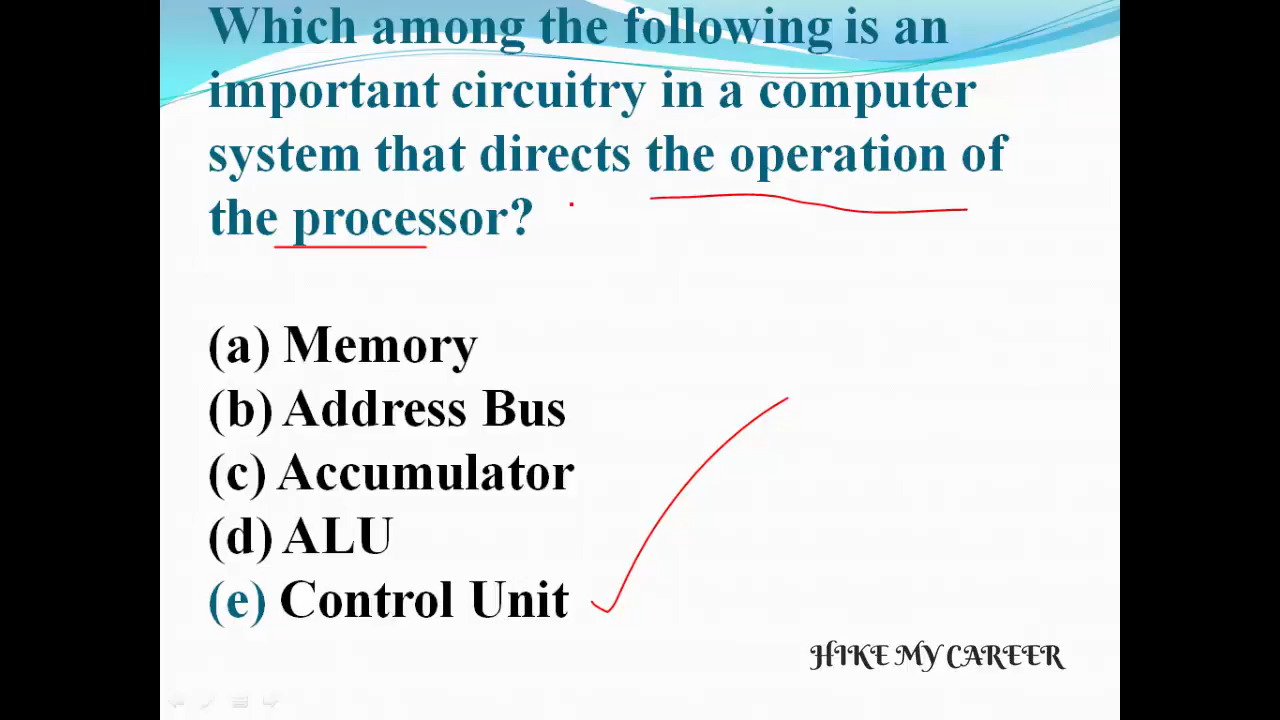 Which among the following is an
important circuitry in a computer
system that directs the operation of
the processor?
(a) Memory
(b) Address Bus
(c) Accumulator
(d) ALU
(e) Control Unit
HIKE MY CAREER